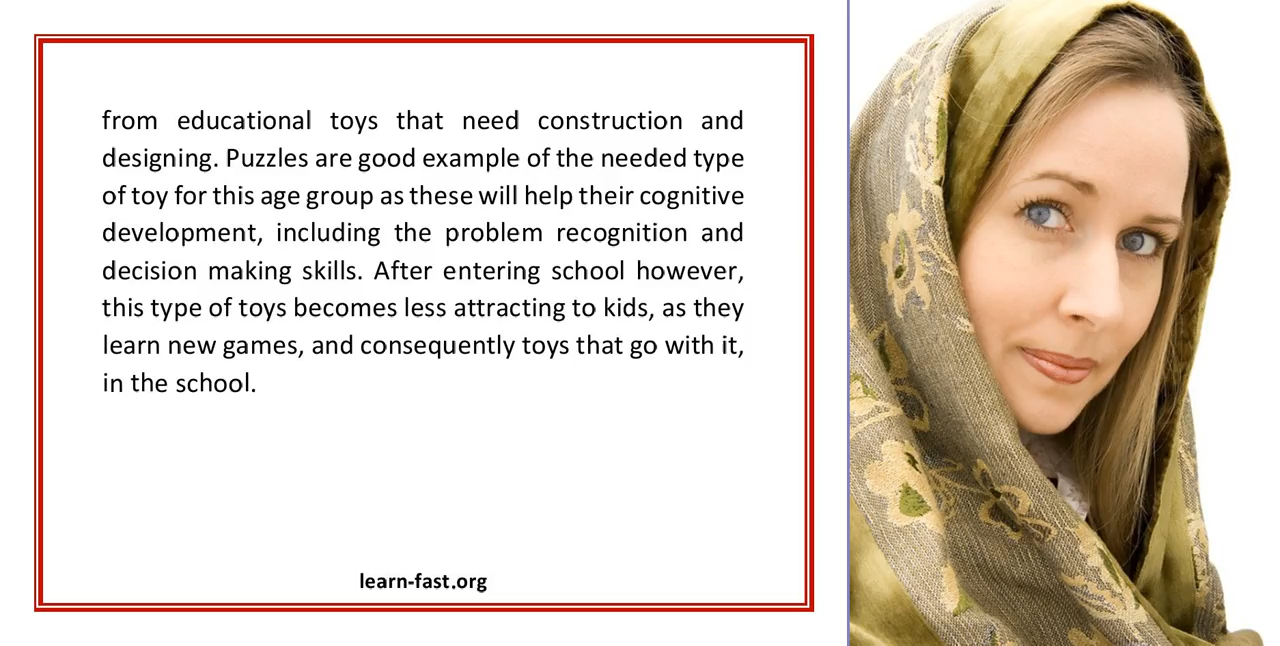 from educational toys that need construction and
designing. Puzzles are good example of the needed type
of toy for this age group as these will help their cognitive
development, including the problem recognition and
decision making skills. After entering school however,
this type of toys becomes less attracting to kids, as they
learn new games, and consequently toys that go with it,
in the school.
learn-fast.org